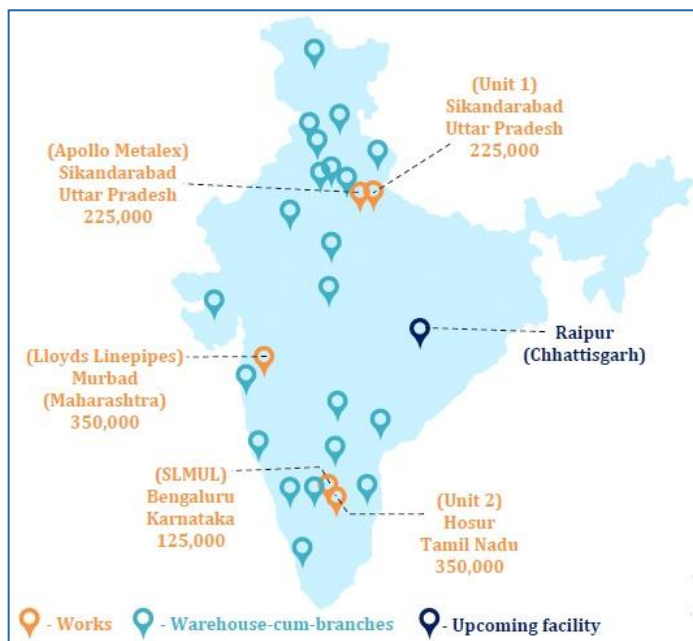 (Unit 1)
Sikandarabad
Uttar Pradesh
225,000
(Apollo Metalex)
Sikandarabad
Uttar Pradesh
225,000
Raipur
(Chhattisgarh)
(Lloyds Linepipes)
Murbad
(Maharashtra)
350,000
(SLMUL)
Bengaluru
Karnataka
125,000
(Unit 2)
Hosur
Tamil Nadu
350,000
- Works
- Warehouse-cum-branches
- Upcoming facility